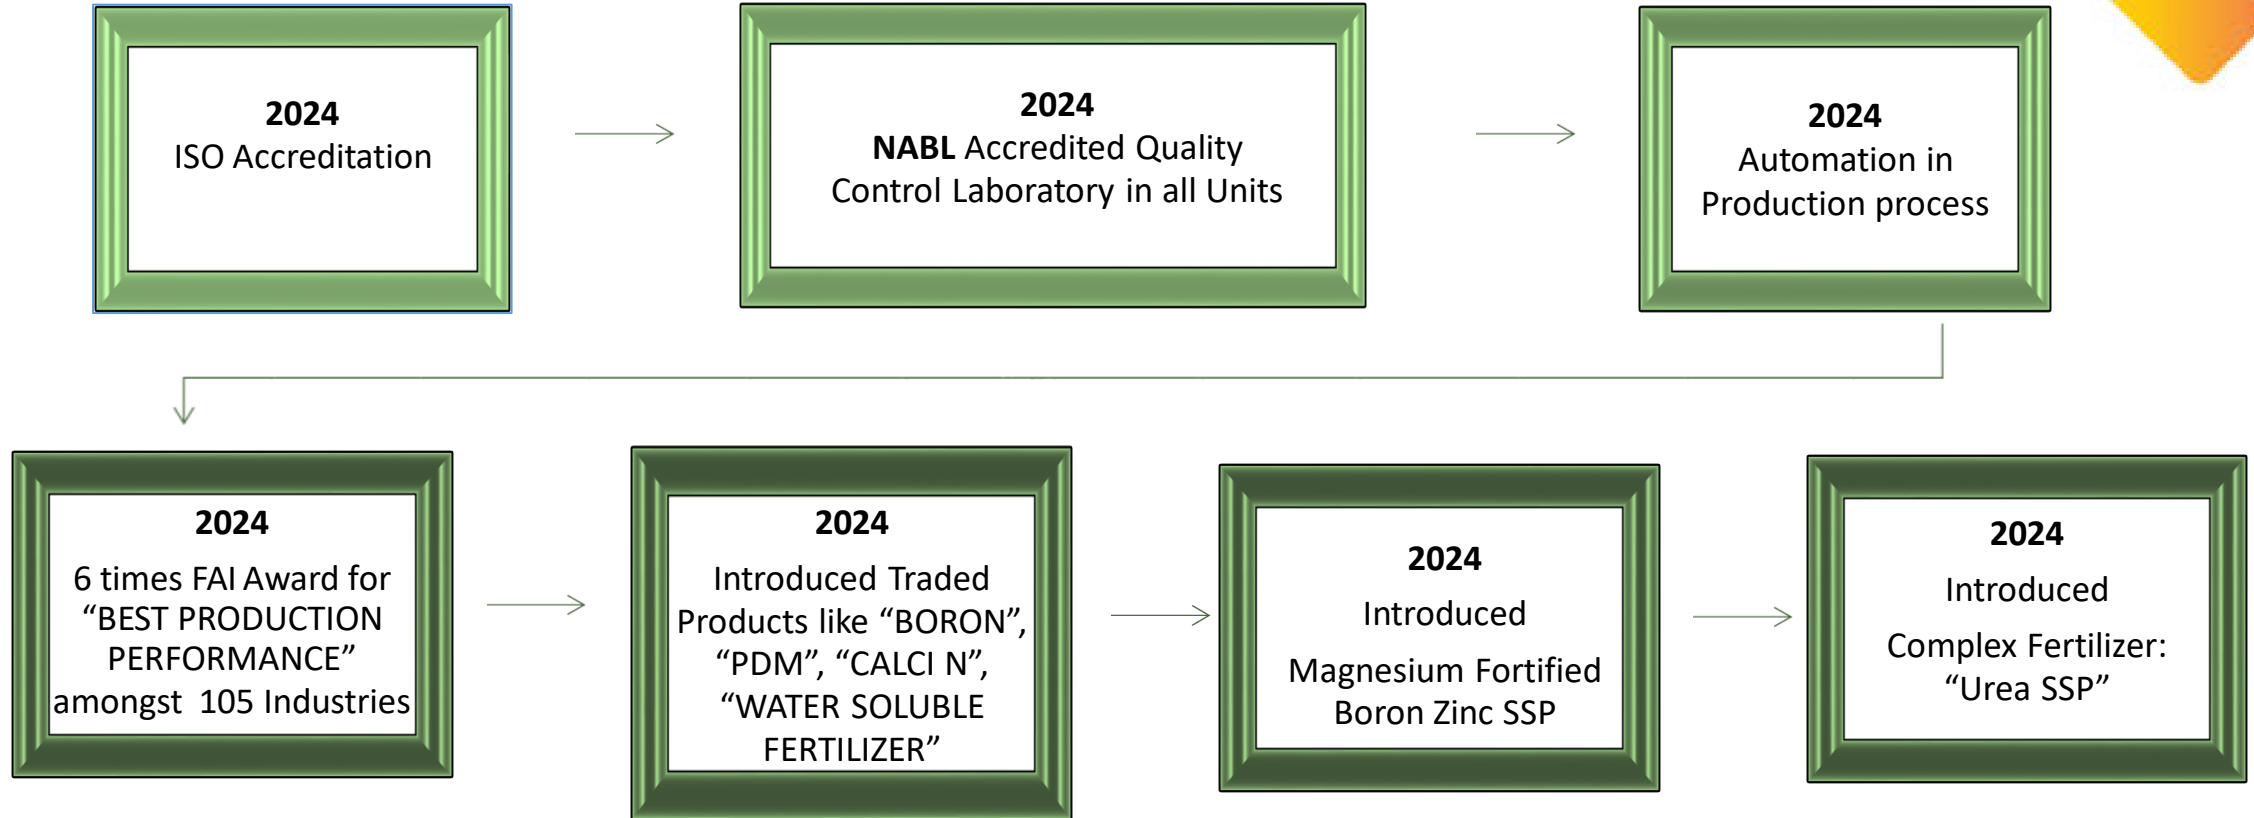 2024
ISO Accreditation
2024
NABL Accredited Quality
Control Laboratory in all Units
2024
Automation in
Production process
2024
6 times FAI Award for
“BEST PRODUCTION
PERFORMANCE”
amongst 105 Industries
2024
Introduced Traded
Products like “BORON”,
“PDM”, “CALCI N”,
“WATER SOLUBLE
FERTILIZER”
2024
Introduced
Magnesium Fortified
Boron Zinc SSP
2024
Introduced
Complex Fertilizer:
“Urea SSP”